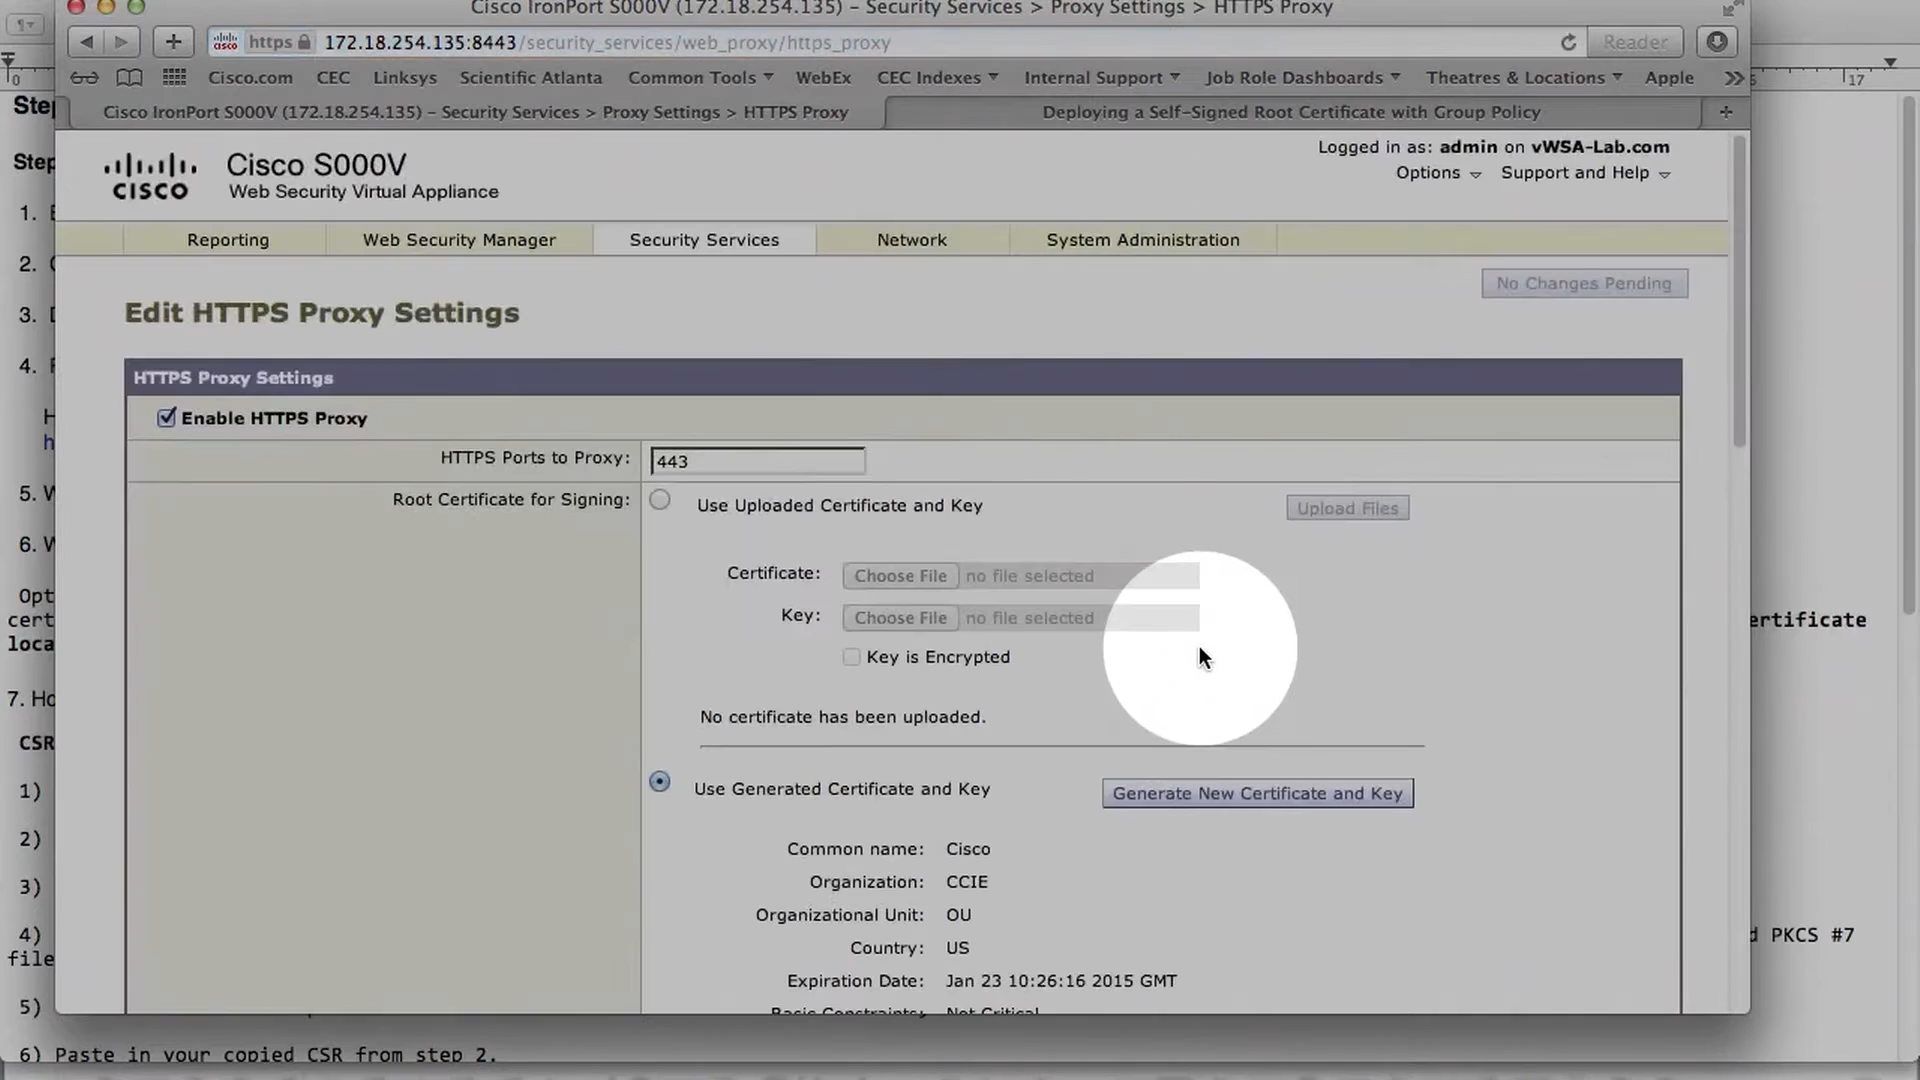 Cisco IronPort S000V (172.18.254.135) – Security Services > Proxy Settings > HTTPS Proxy
https 172.18.254.135:8443/security_services/web_proxy/https_proxy
Reader
Cisco.com CEC Linksys Scientific Atlanta Common Tools WebEx CEC Indexes Internal Support Job Role Dashboards Theatres & Locations Apple
0
17
Cisco IronPort S000V (172.18.254.135) – Security Services > Proxy Settings > HTTPS Proxy
Deploying a Self-Signed Root Certificate with Group Policy
CISCO
Cisco S000V
Web Security Virtual Appliance
Logged in as: admin on vWSA-Lab.com
Options Support and Help
Reporting Web Security Manager Security Services Network System Administration
No Changes Pending
Edit HTTPS Proxy Settings
HTTPS Proxy Settings
Enable HTTPS Proxy
HTTPS Ports to Proxy: 443
Root Certificate for Signing:
Use Uploaded Certificate and Key
Upload Files
Certificate: Choose File no file selected
Key: Choose File no file selected
Key is Encrypted
No certificate has been uploaded.
Use Generated Certificate and Key
Generate New Certificate and Key
Common name: Cisco
Organization: CCIE
Organizational Unit: OU
Country: US
Expiration Date: Jan 23 10:26:16 2015 GMT
Basic Constraints: Not Critical
Step
Step
1.
2.
3.
4.
5. W
6. W
Opt
cert
ertificate
loca
7. Ho
CSR
1)
2)
3)
4)
PKCS #7
file
5)
6) Paste in your copied CSR from step 2.